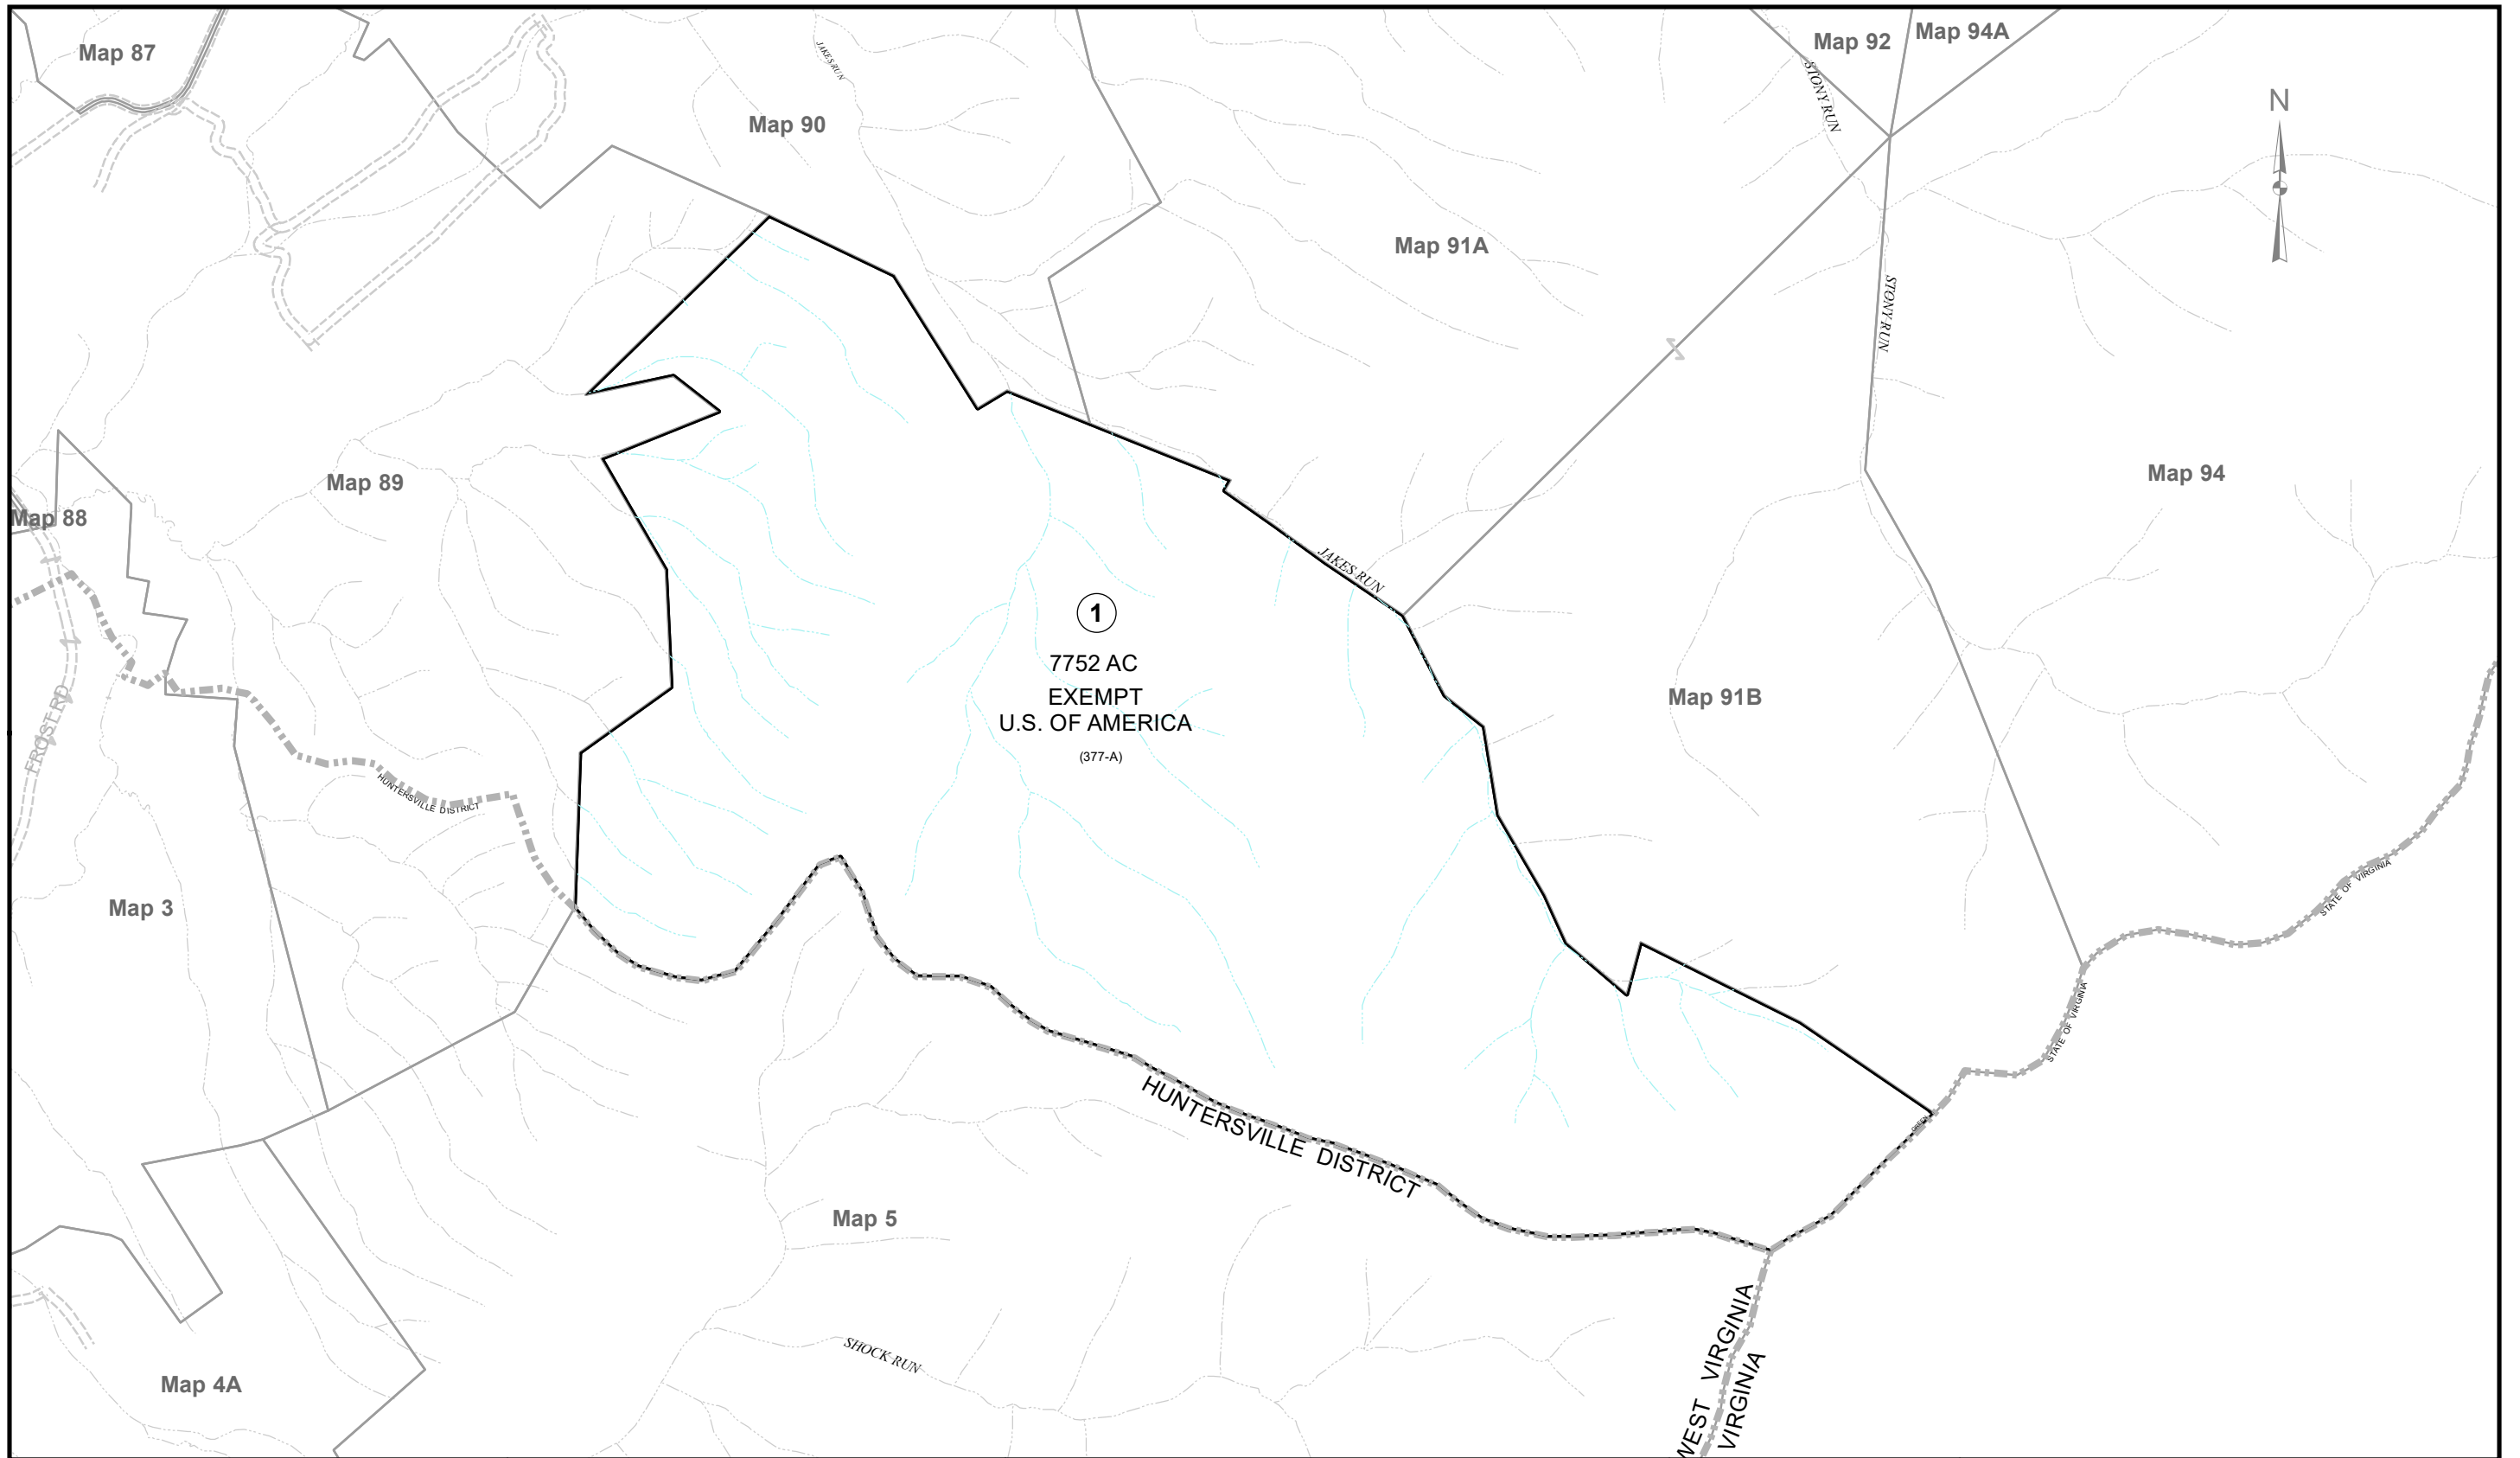 Map 87
JAKES RUN
Map 90
Map 92
Map 94A
STONY RUN
N
Map 91A
STONY RUN
Map 89
Map 88
Map 94
JAKES RUN
1
7752 AC
EXEMPT
U.S. OF AMERICA
(377-A)
Map 91B
FROST RD
HUNTERSVILLE DISTRICT
Map 3
STATE OF VIRGINIA
STATE OF VIRGINIA
HUNTERSVILLE DISTRICT
Map 5
WEST VIRGINIA
VIRGINIA
SHOCK RUN
Map 4A